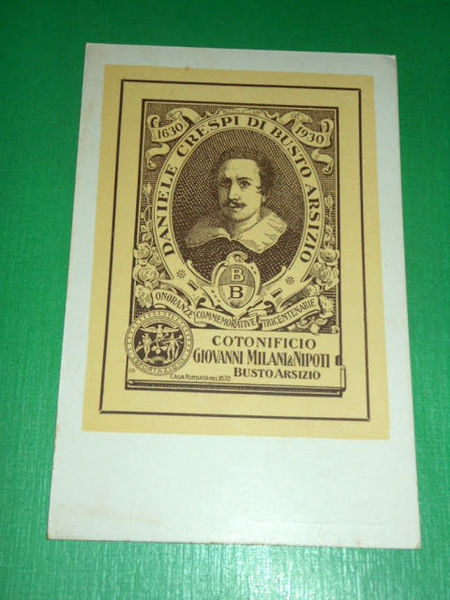 1630 1930
DANIELE CRESPI DI BUSTO ARSIZIO
B
B
ONORANZE COMMEMORATIVE TRICENTENARIE
COTONIFICIO
GIOVANNI MILANI & NIPOTI
BUSTO ARSIZIO
CASA FONDATA NEL 1870